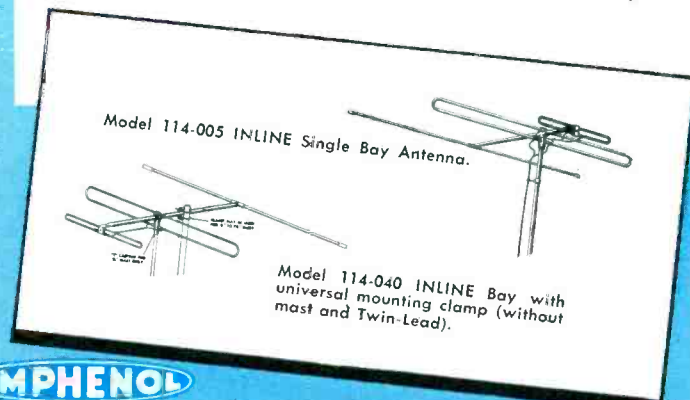 Model 114-005 INLINE Single Bay Antenna.
Model 114-040 INLINE Bay with
universal mounting clamp (without
mast and Twin-Lead).
MPHENOL